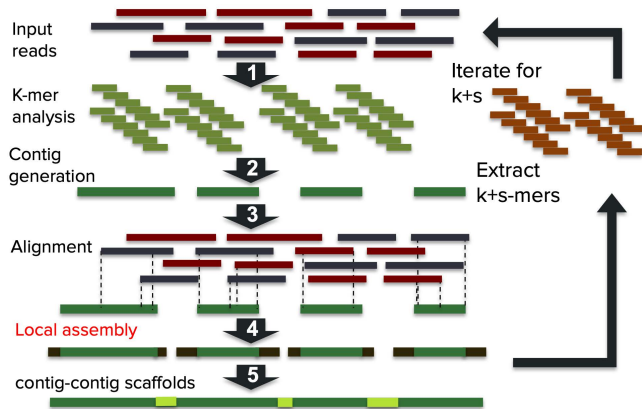 Input
reads
1
Iterate for
k+s
K-mer
analysis
2
Contig
generation
Extract
k+s-mers
3
Alignment
Local assembly
4
5
contig-contig scaffolds